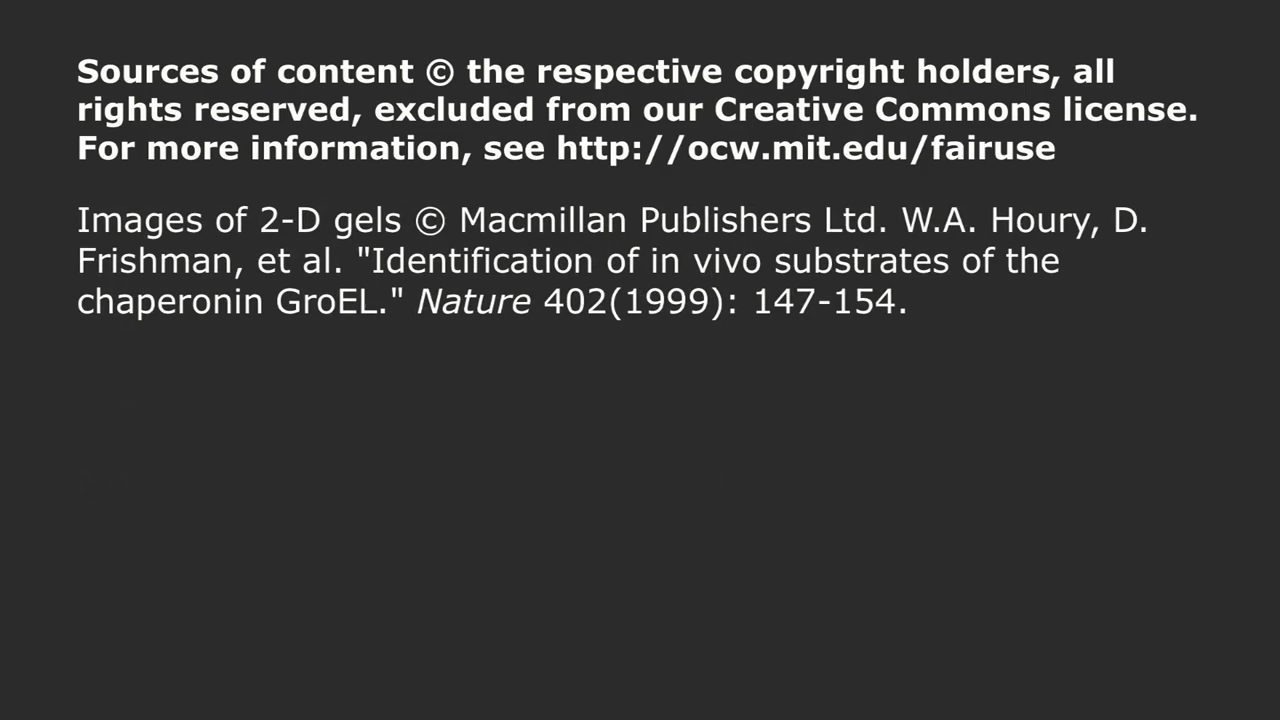 Sources of content © the respective copyright holders, all
rights reserved, excluded from our Creative Commons license.
For more information, see http://ocw.mit.edu/fairuse
Images of 2-D gels © Macmillan Publishers Ltd. W.A. Houry, D.
Frishman, et al. "Identification of in vivo substrates of the
chaperonin GroEL." Nature 402(1999): 147-154.